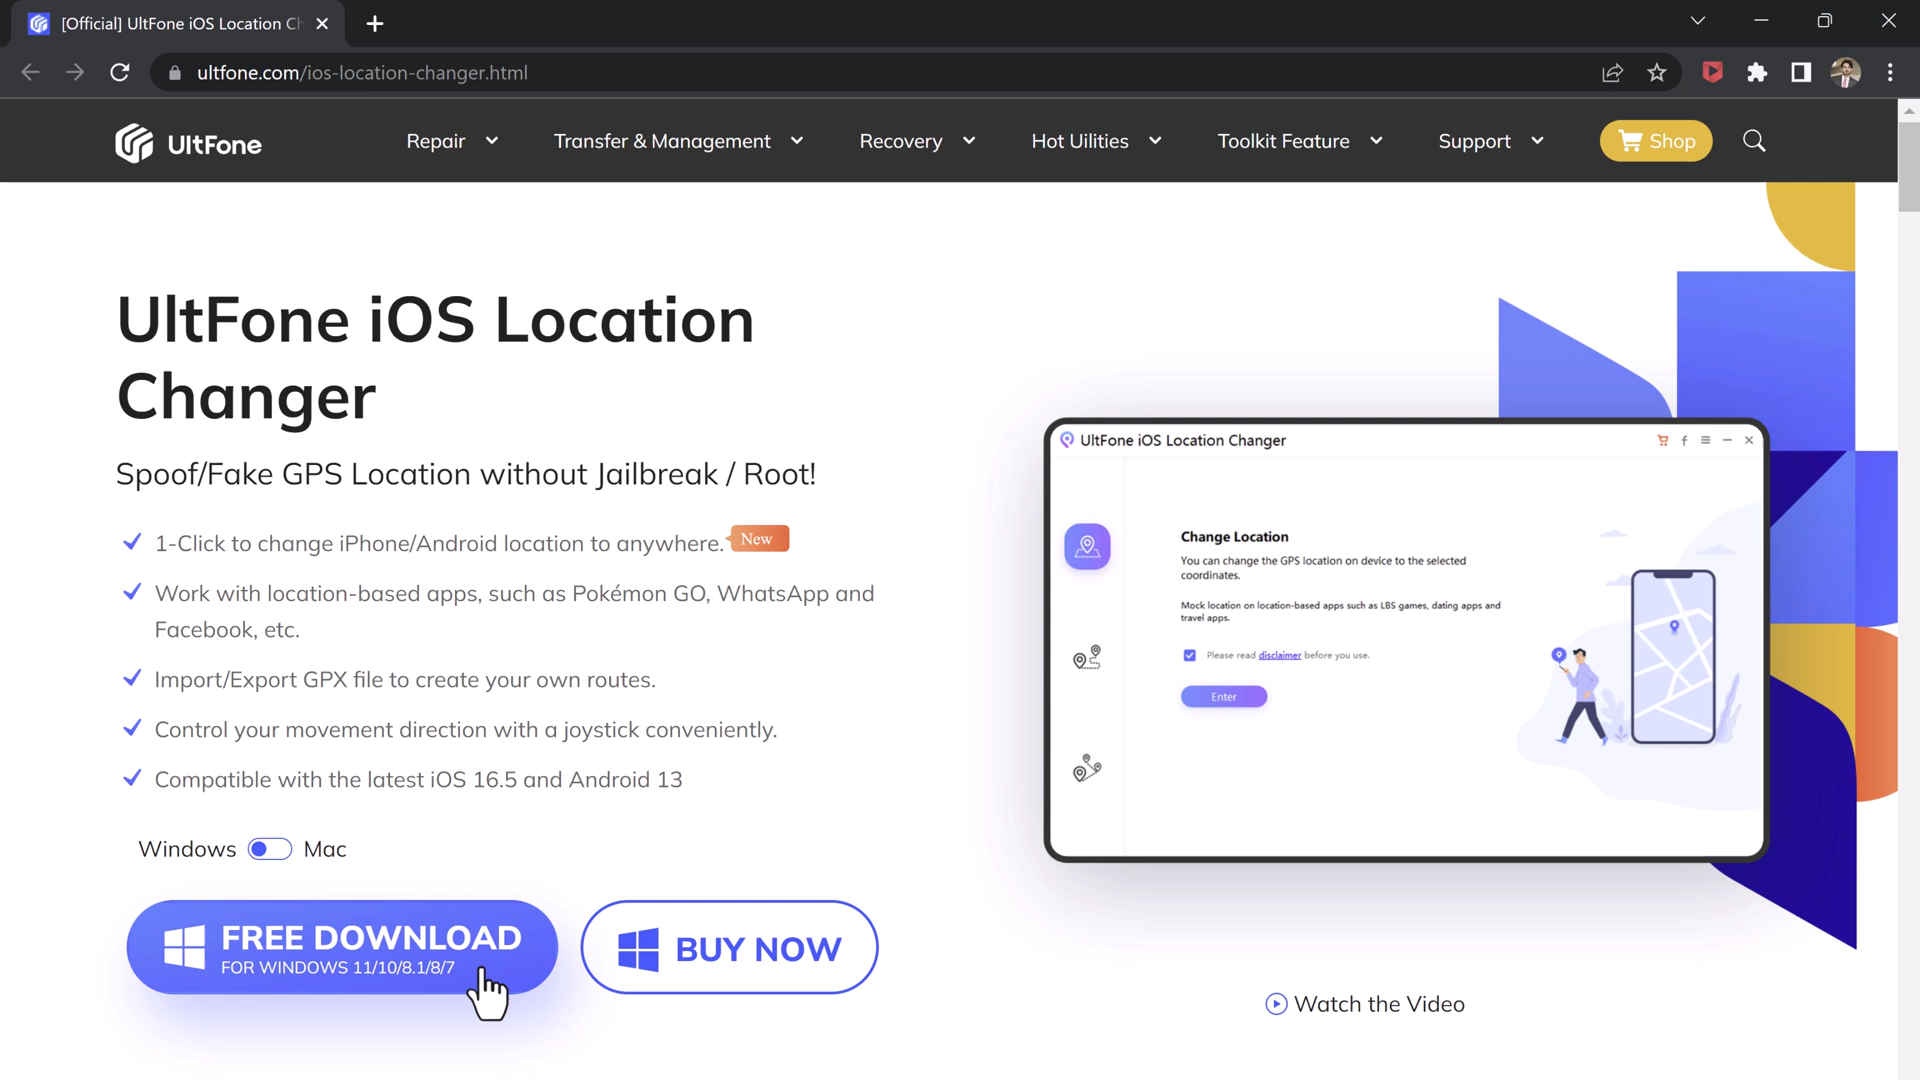 [Official] UltFone iOS Location Ch
ultfone.com/ios-location-changer.html
UltFone
Repair
Transfer & Management
Recovery
Hot Uilities
Toolkit Feature
Support
Shop
UltFone iOS Location
Changer
Spoof/Fake GPS Location without Jailbreak / Root!
1-Click to change iPhone/Android location to anywhere. New
Work with location-based apps, such as Pokémon GO, WhatsApp and
Facebook, etc.
Import/Export GPX file to create your own routes.
Control your movement direction with a joystick conveniently.
Compatible with the latest iOS 16.5 and Android 13
Windows Mac
FREE DOWNLOAD
FOR WINDOWS 11/10/8.1/8/7
BUY NOW
UltFone iOS Location Changer
Change Location
You can change the GPS location on device to the selected
coordinates.
Mock location on location-based apps such as LBS games, dating apps and
travel apps.
Please read disclaimer before you use.
Enter
Watch the Video